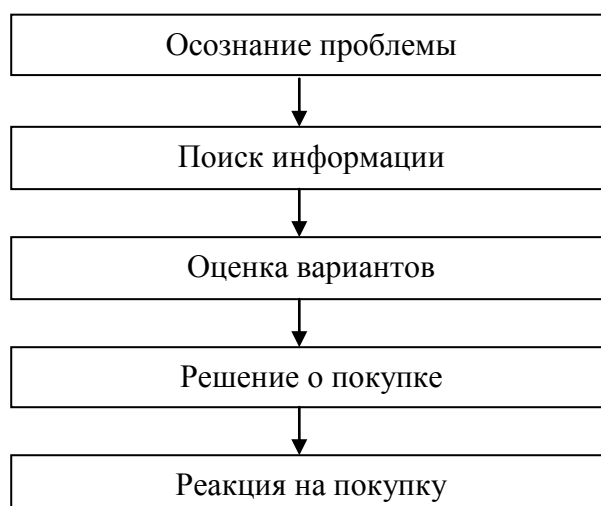 Осознание проблемы
Поиск информации
Оценка вариантов
Решение о покупке
Реакция на покупку